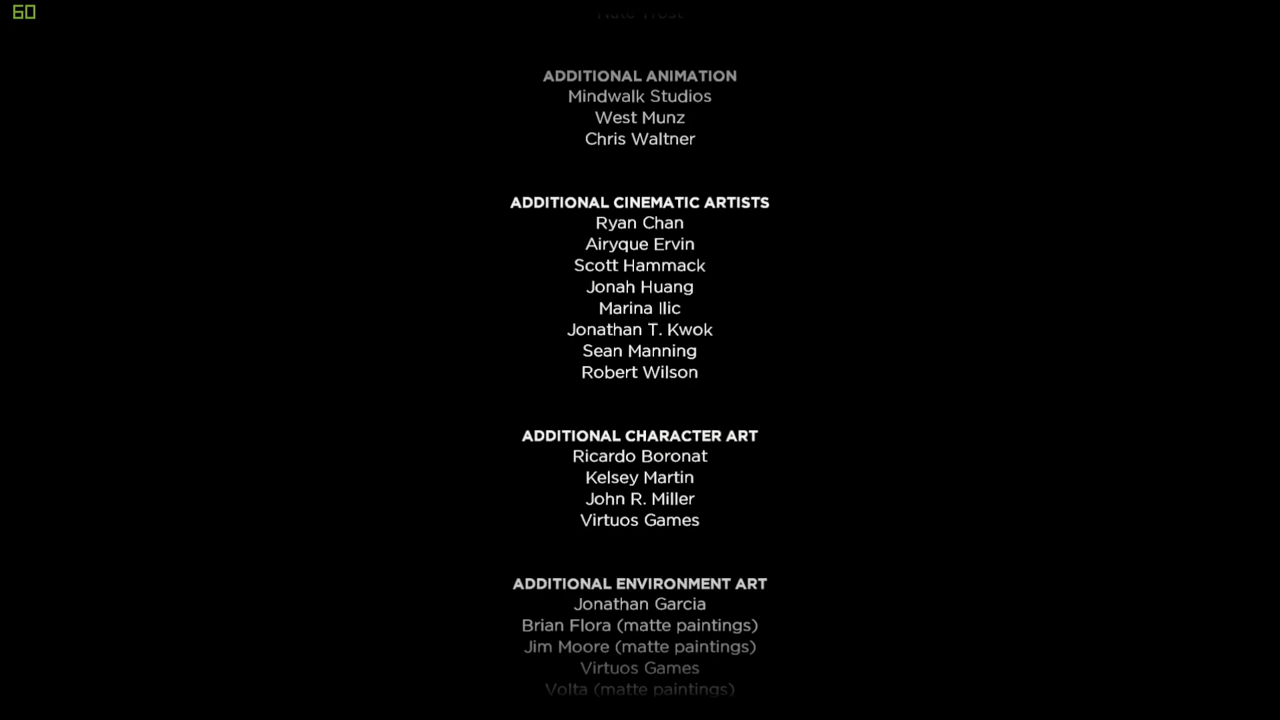 60
ADDITIONAL ANIMATION
Mindwalk Studios
West Munz
Chris Waltner
ADDITIONAL CINEMATIC ARTISTS
Ryan Chan
Airyque Ervin
Scott Hammack
Jonah Huang
Marina Ilic
Jonathan T. Kwok
Sean Manning
Robert Wilson
ADDITIONAL CHARACTER ART
Ricardo Boronat
Kelsey Martin
John R. Miller
Virtuos Games
ADDITIONAL ENVIRONMENT ART
Jonathan Garcia
Brian Flora (matte paintings)
Jim Moore (matte paintings)
Virtuos Games
Volta (matte paintings)